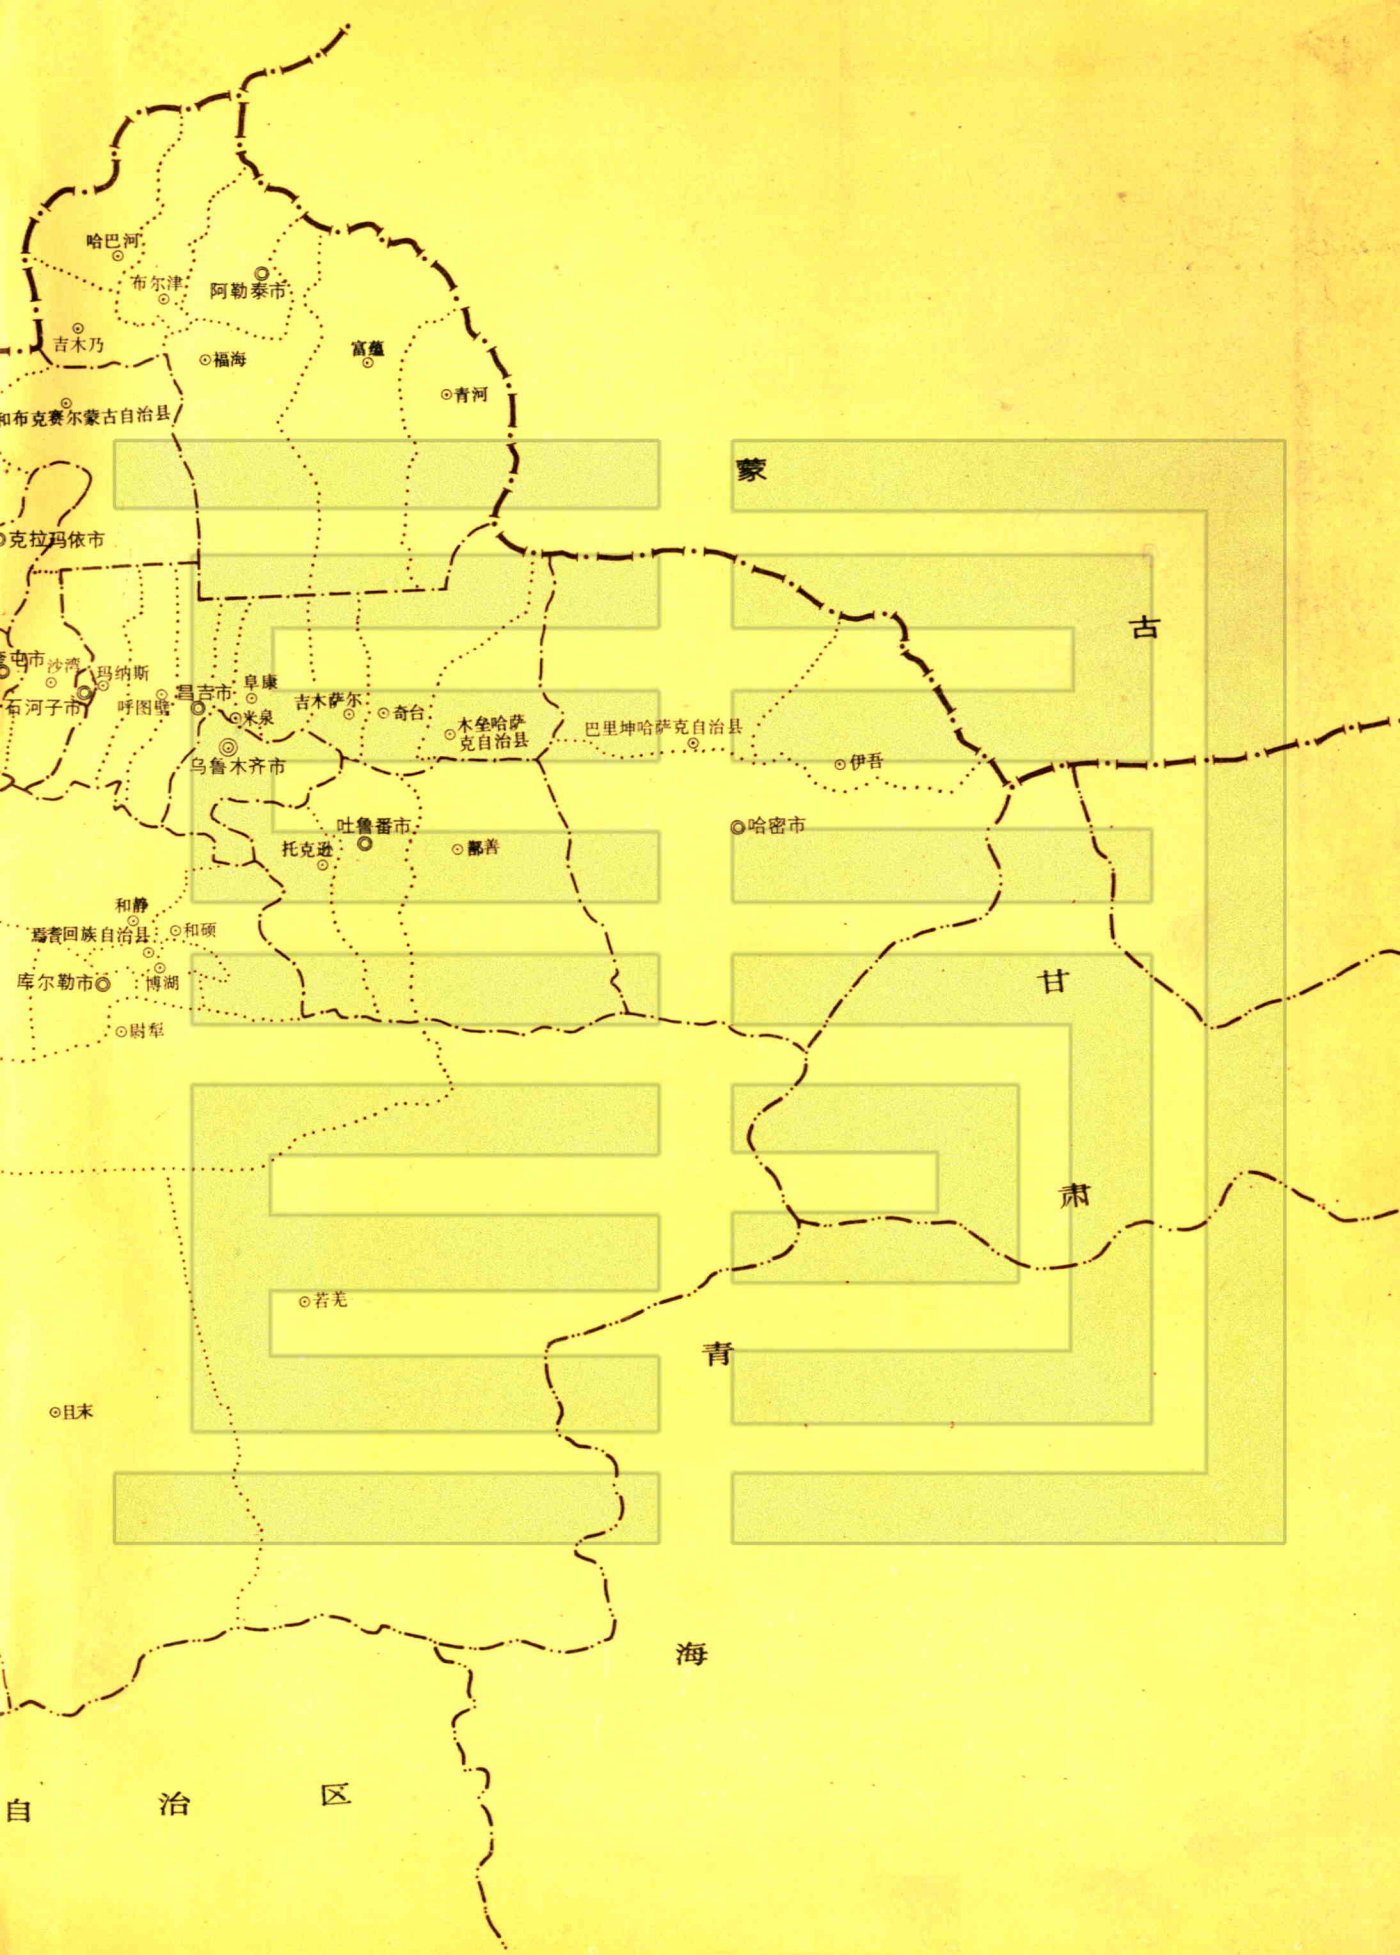 哈巴河
布尔津
阿勒泰市
吉木乃
福海
富蕴
青河
和布克赛尔蒙古自治县
蒙
克拉玛依市
古
奎屯市
沙湾
玛纳斯
石河子市
呼图壁
昌吉市
阜康
米泉
吉木萨尔
奇台
木垒哈萨
克自治县
巴里坤哈萨克自治县
伊吾
乌鲁木齐市
吐鲁番市
哈密市
托克逊
鄯善
和静
焉耆回族自治县
和硕
库尔勒市
博湖
甘
尉犁
肃
若羌
青
且末
海
自治区